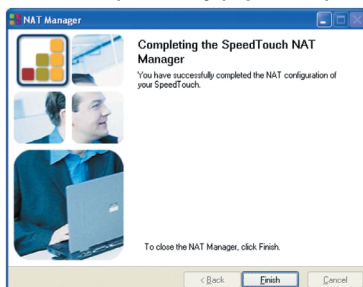 NAT Manager
Completing the SpeedTouch NAT
Manager
You have successfully completed the NAT configuration of
your SpeedTouch.
To close the NAT Manager, click Finish.
< Back
Finish
Cancel